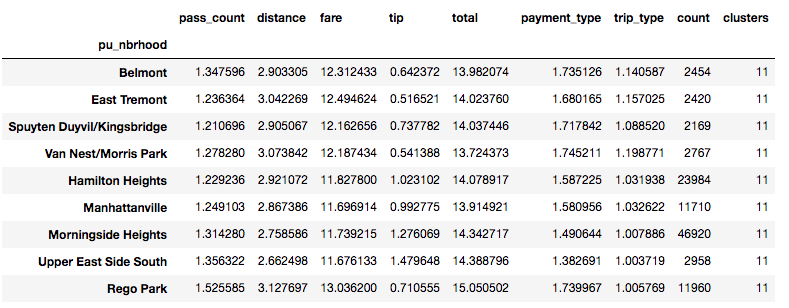 pass_count distance fare tip total payment_type trip_type count clusters
pu_nbrhood
Belmont 1.347596 2.903305 12.312433 0.642372 13.982074 1.735126 1.140587 2454 11
East Tremont 1.236364 3.042269 12.494624 0.516521 14.023760 1.680165 1.157025 2420 11
Spuyten Duyvil/Kingsbridge 1.210696 2.905067 12.162656 0.737782 14.037446 1.717842 1.088520 2169 11
Van Nest/Morris Park 1.278280 3.073842 12.187434 0.541388 13.724373 1.745211 1.198771 2767 11
Hamilton Heights 1.229236 2.921072 11.827800 1.023102 14.078917 1.587225 1.031938 23984 11
Manhattanville 1.249103 2.867386 11.696914 0.992775 13.914921 1.580956 1.032622 11710 11
Morningside Heights 1.314280 2.758586 11.739215 1.276069 14.342717 1.490644 1.007886 46920 11
Upper East Side South 1.356322 2.662498 11.676133 1.479648 14.388796 1.382691 1.003719 2958 11
Rego Park 1.525585 3.127697 13.036200 0.710555 15.050502 1.739967 1.005769 11960 11